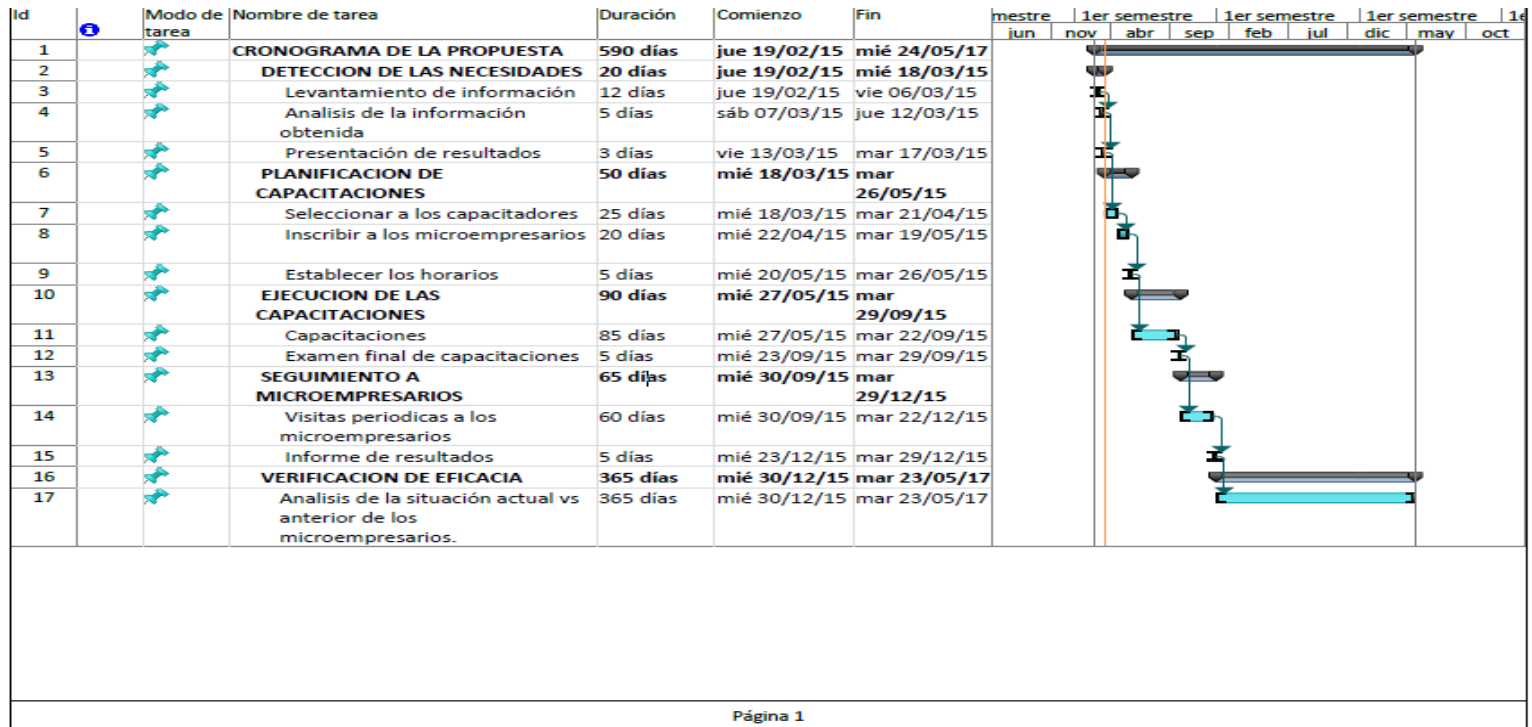 Id Modo de tarea Nombre de tarea Duración Comienzo Fin mestre 1er semestre 1er semestre 1er semestre 1e
jun nov abr sep feb jul dic may oct
1 CRONOGRAMA DE LA PROPUESTA 590 días jue 19/02/15 mié 24/05/17
2 DETECCION DE LAS NECESIDADES 20 días jue 19/02/15 mié 18/03/15
3 Levantamiento de información 12 días jue 19/02/15 vie 06/03/15
4 Analisis de la información 5 días sáb 07/03/15 jue 12/03/15
obtenida
5 Presentación de resultados 3 días vie 13/03/15 mar 17/03/15
6 PLANIFICACION DE 50 días mié 18/03/15 mar
CAPACITACIONES 26/05/15
7 Seleccionar a los capacitadores 25 días mié 18/03/15 mar 21/04/15
8 Inscribir a los microempresarios 20 días mié 22/04/15 mar 19/05/15
9 Establecer los horarios 5 días mié 20/05/15 mar 26/05/15
10 EJECUCION DE LAS 90 días mié 27/05/15 mar
CAPACITACIONES 29/09/15
11 Capacitaciones 85 días mié 27/05/15 mar 22/09/15
12 Examen final de capacitaciones 5 días mié 23/09/15 mar 29/09/15
13 SEGUIMIENTO A 65 días mié 30/09/15 mar
MICROEMPRESARIOS 29/12/15
14 Visitas periodicas a los 60 días mié 30/09/15 mar 22/12/15
microempresarios
15 Informe de resultados 5 días mié 23/12/15 mar 29/12/15
16 VERIFICACION DE EFICACIA 365 días mié 30/12/15 mar 23/05/17
17 Analisis de la situación actual vs 365 días mié 30/12/15 mar 23/05/17
anterior de los
microempresarios.
Página 1